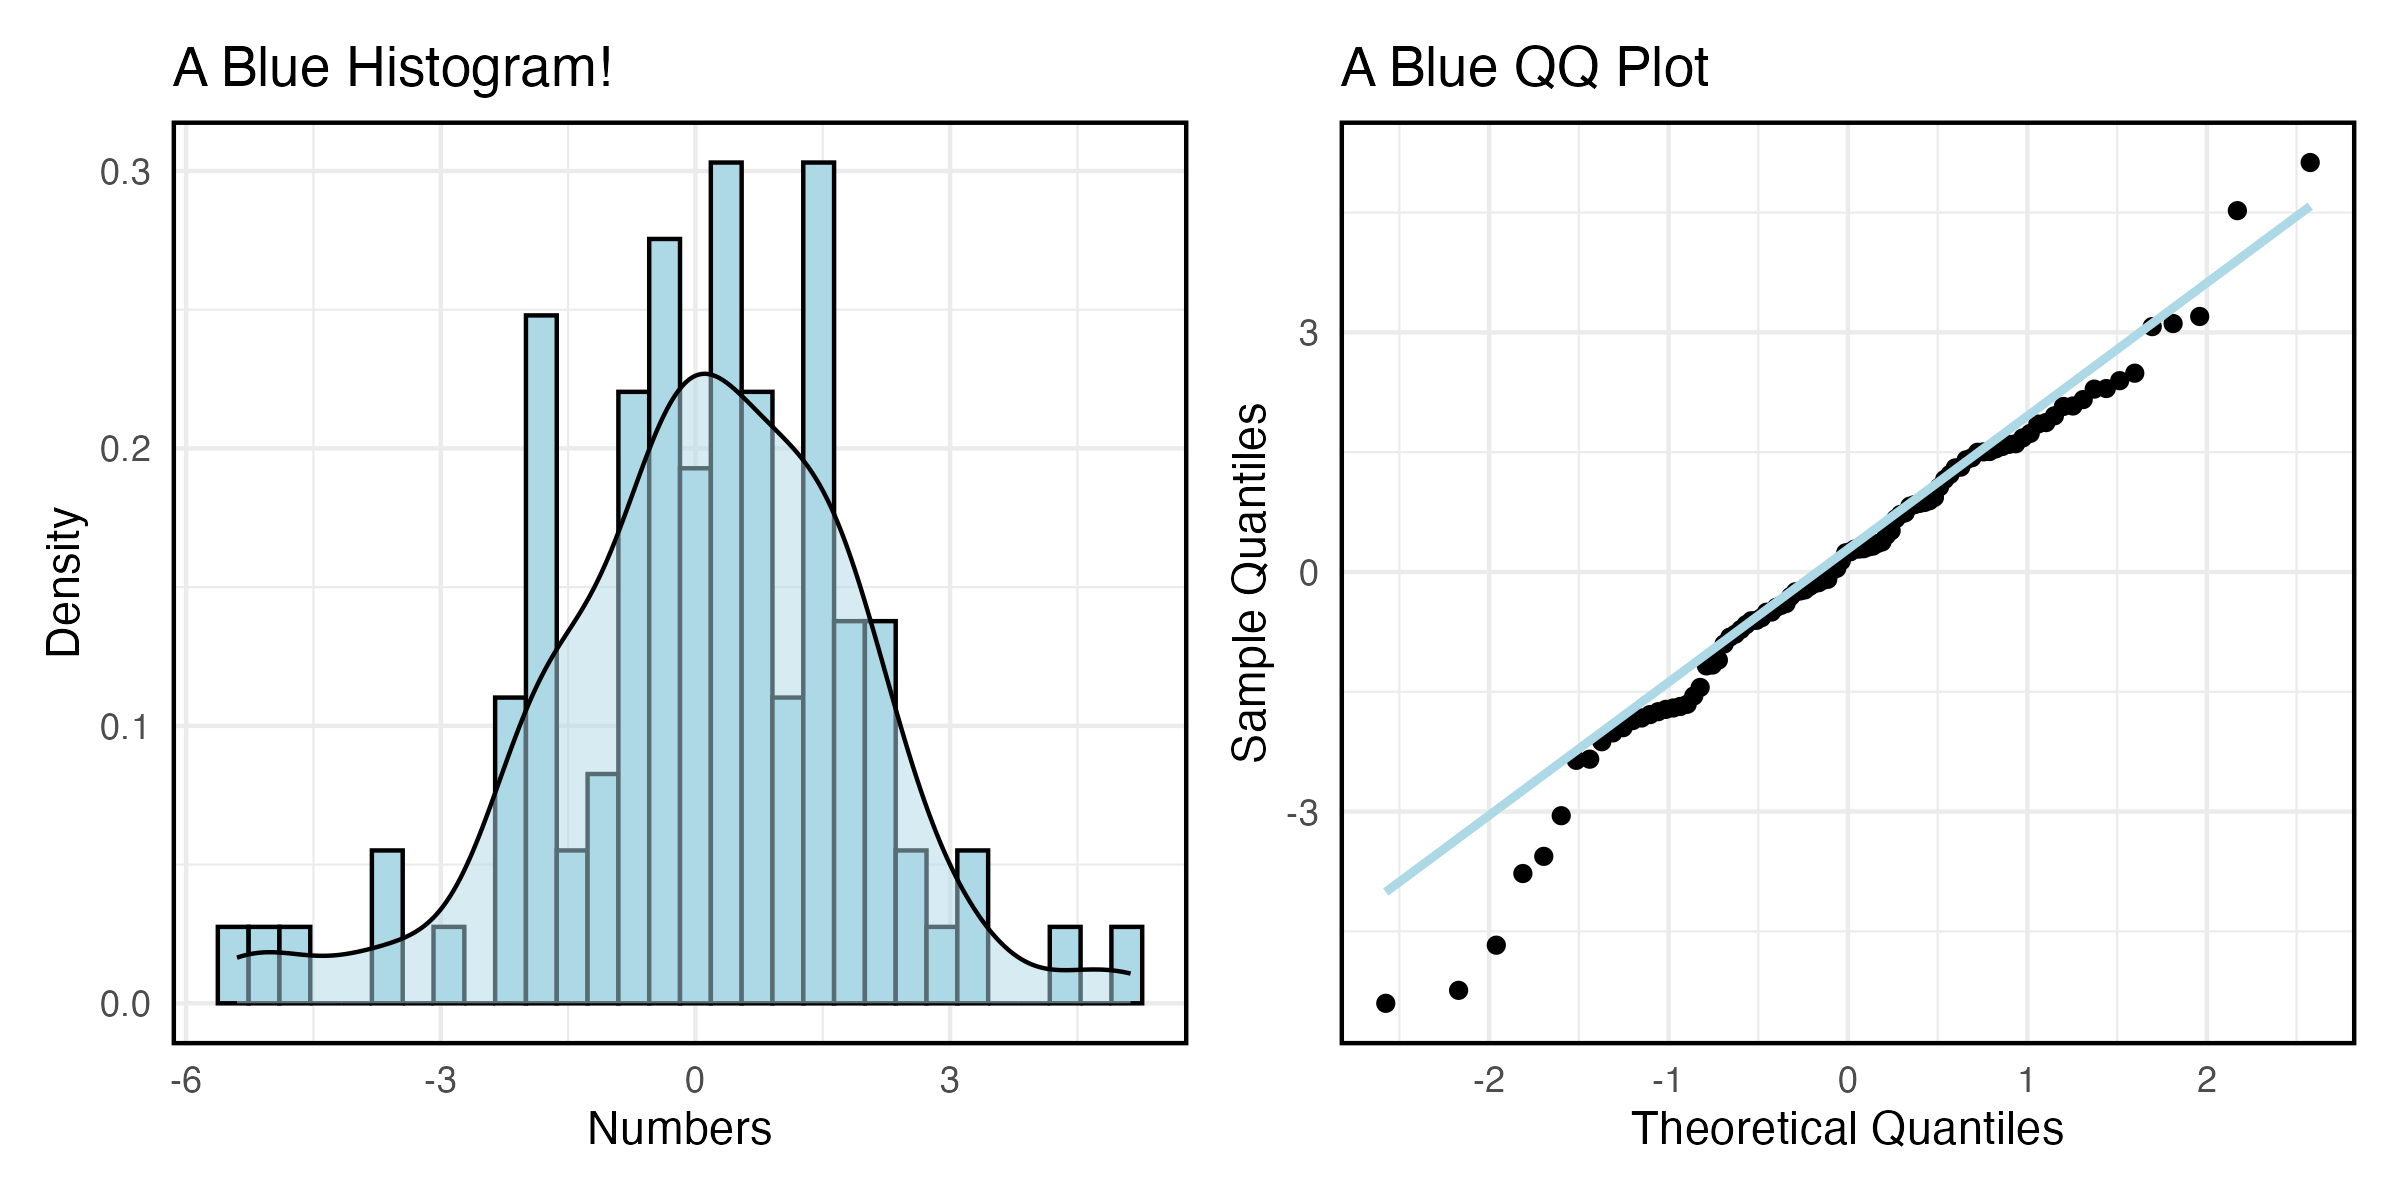 A Blue Histogram!
0.3
0.2
0.1
0.0
Density
-6 -3 0 3
Numbers
A Blue QQ Plot
3
0
-3
Sample Quantiles
-2 -1 0 1 2
Theoretical Quantiles